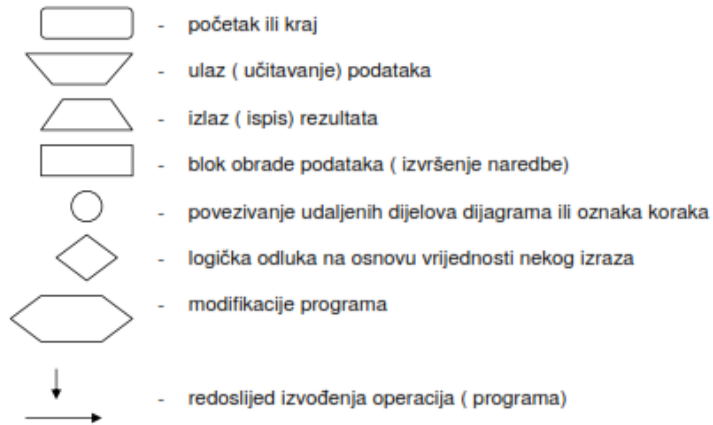 - početak ili kraj
- ulaz ( učitavanje) podataka
- izlaz ( ispis) rezultata
- blok obrade podataka ( izvršenje naredbe)
- povezivanje udaljenih dijelova dijagrama ili oznaka koraka
- logička odluka na osnovu vrijednosti nekog izraza
- modifikacije programa
- redoslijed izvođenja operacija ( programa)